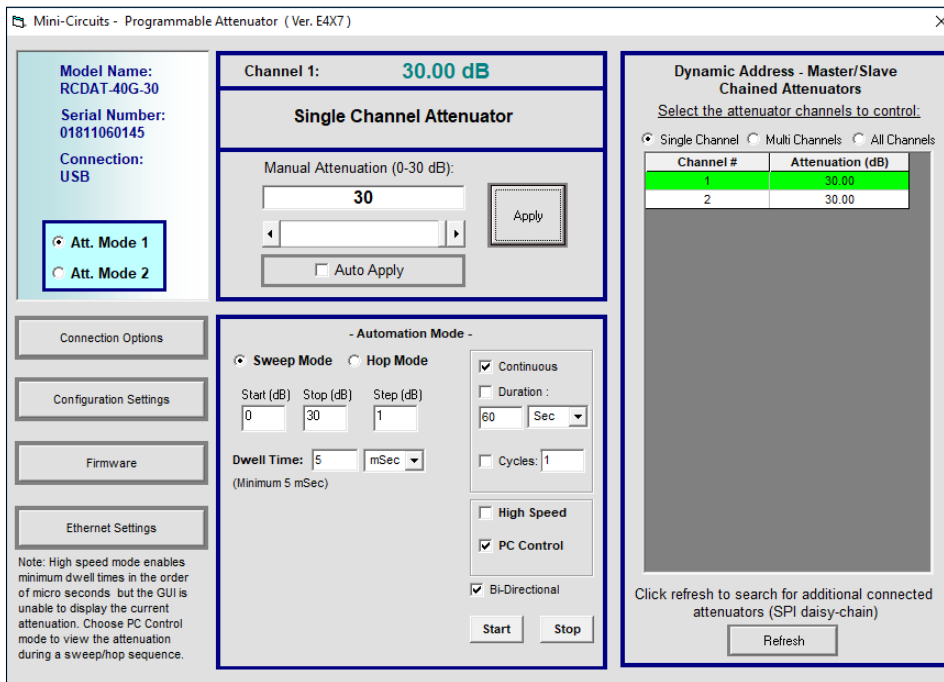 Mini-Circuits -  Programmable Attenuator  ( Ver. E4X7 )
Model Name:
RCDAT-40G-30
Serial Number:
01811060145
Connection:
USB
Att. Mode 1
Att. Mode 2
Connection Options
Configuration Settings
Firmware
Ethernet Settings
Note: High speed mode enables
minimum dwell times in the order
of micro seconds  but the GUI is
unable to display the current
attenuation. Choose PC Control
mode to view the attenuation
during a sweep/hop sequence.
Channel 1: 30.00 dB
Single Channel Attenuator
Manual Attenuation (0-30 dB):
30
Apply
Auto Apply
- Automation Mode -
Sweep Mode Hop Mode
Start (dB) Stop (dB) Step (dB)
0 30 1
Dwell Time: 5 mSec
(Minimum 5 mSec)
Continuous
Duration :
60 Sec
Cycles: 1
High Speed
PC Control
Bi-Directional
Start Stop
Dynamic Address - Master/Slave
Chained Attenuators
Select the attenuator channels to control:
Single Channel Multi Channels All Channels
Channel # Attenuation (dB)
1 30.00
2 30.00
Click refresh to search for additional connected
attenuators (SPI daisy-chain)
Refresh